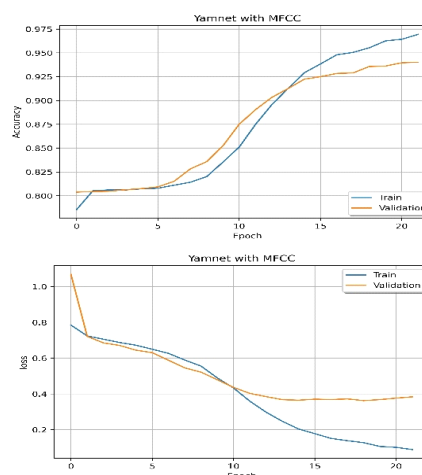 Yamnet with MFCC
0.975
0.950
0.925
0.900
0.875
0.850
0.825
0.800
Accuracy
0 5 10 15 20
Epoch
Train
Validation
Yamnet with MFCC
1.0
0.8
0.6
0.4
0.2
loss
0 5 10 15 20
Epoch
Train
Validation